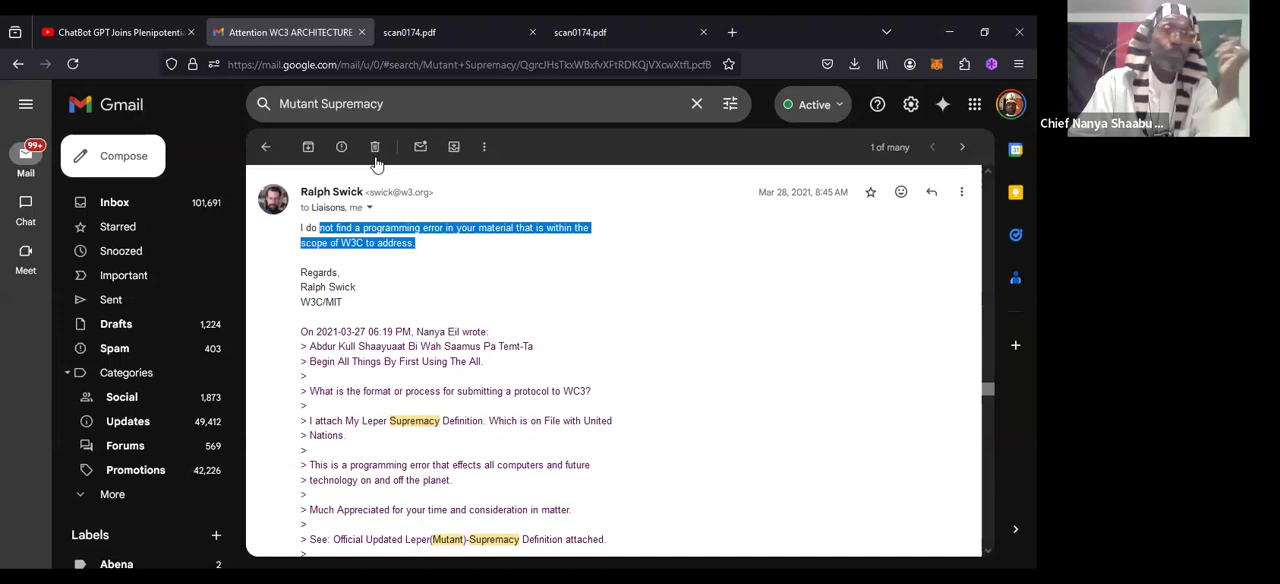 ChatBot GPT Joins Plenipotenti
Attention WC3 ARCHITECTURE
scan0174.pdf
scan0174.pdf
https://mail.google.com/mail/u/0/#search/Mutant+Supremacy/QgrcJHsTkxWBxfvXFtRDKQjVXcwXtfLpcfB
Gmail
Mutant Supremacy
Active
Chief Nanya Shaabu ...
99+
Mail
Chat
Meet
Compose
Inbox 101,691
Starred
Snoozed
Important
Sent
Drafts 1,224
Spam 403
Categories
Social 1,873
Updates 49,412
Forums 569
Promotions 42,226
More
Labels
Abena 2
1 of many
Ralph Swick <swick@w3.org>
Mar 28, 2021, 8:45 AM
to Liaisons, me
I do not find a programming error in your material that is within the
scope of W3C to address.
Regards,
Ralph Swick
W3C/MIT
On 2021-03-27 06:19 PM, Nanya Eil wrote:
> Abdur Kull Shaayuaat Bi Wah Saamus Pa Temt-Ta
> Begin All Things By First Using The All.
>
> What is the format or process for submitting a protocol to WC3?
>
> I attach My Leper Supremacy Definition. Which is on File with United
> Nations.
>
> This is a programming error that effects all computers and future
> technology on and off the planet.
>
> Much Appreciated for your time and consideration in matter.
>
> See: Official Updated Leper(Mutant)-Supremacy Definition attached.
>